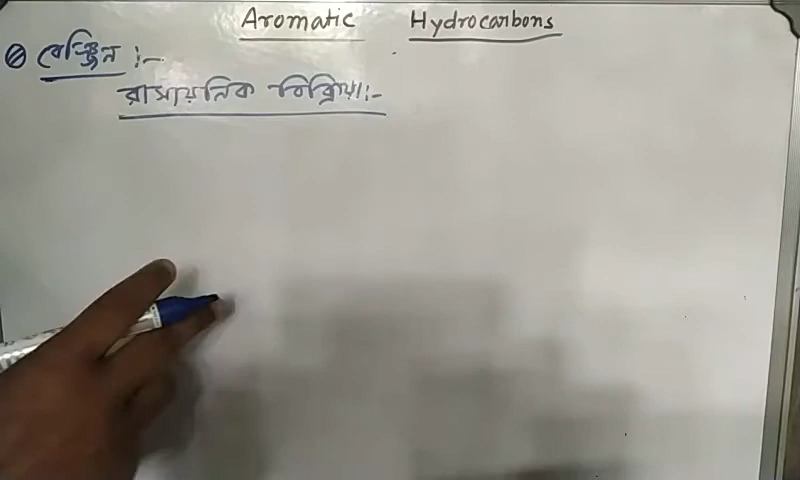 Aromatic Hydrocarbons
বেঞ্জিন :-
রাসায়নিক বিক্রিয়া:-